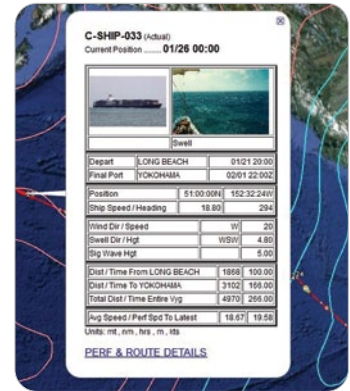 C-SHIP-033 (Actual)
Current Position ........ 01/26 00:00
Swell
Depart LONG BEACH 01/21 20:00
Final Port YOKOHAMA 02/01 22:00Z
Position 51:00:00N 152:32:24W
Ship Speed / Heading 18.80 294
Wind Dir / Speed W 20
Swell Dir / Hgt WSW 4.80
Sig Wave Hgt 5.00
Dist / Time From LONG BEACH 1868 100.00
Dist / Time To YOKOHAMA 3102 166.00
Total Dist / Time Entire Vyg 4970 266.00
Avg Speed / Perf Spd To Latest 18.67 19.58
Units: mt , nm , hrs , m , kts
PERF & ROUTE DETAILS